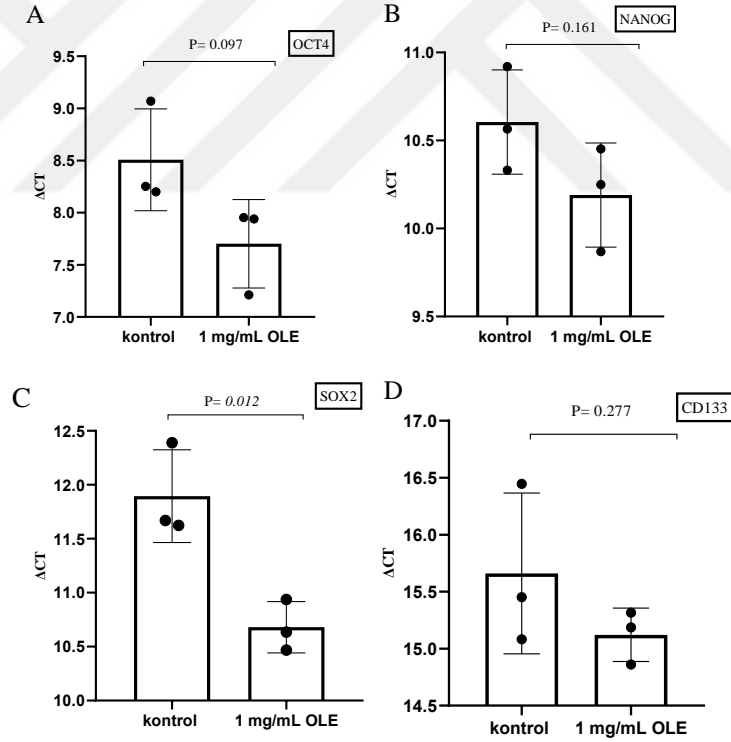 A
P= 0.097
OCT4
9.5
9.0
8.5
8.0
7.5
7.0
ΔCT
kontrol
1 mg/mL OLE
B
P= 0.161
NANOG
11.0
10.5
10.0
9.5
ΔCT
kontrol
1 mg/mL OLE
C
P= 0.012
SOX2
12.5
12.0
11.5
11.0
10.5
10.0
ΔCT
kontrol
1 mg/mL OLE
D
P= 0.277
CD133
17.0
16.5
16.0
15.5
15.0
14.5
ΔCT
kontrol
1 mg/mL OLE